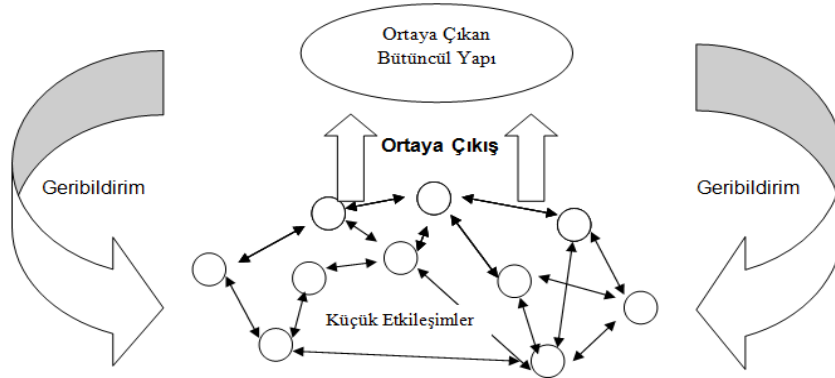 Ortaya Çıkan
Bütüncül Yapı
Ortaya Çıkış
Geribildirim
Geribildirim
Küçük Etkileşimler